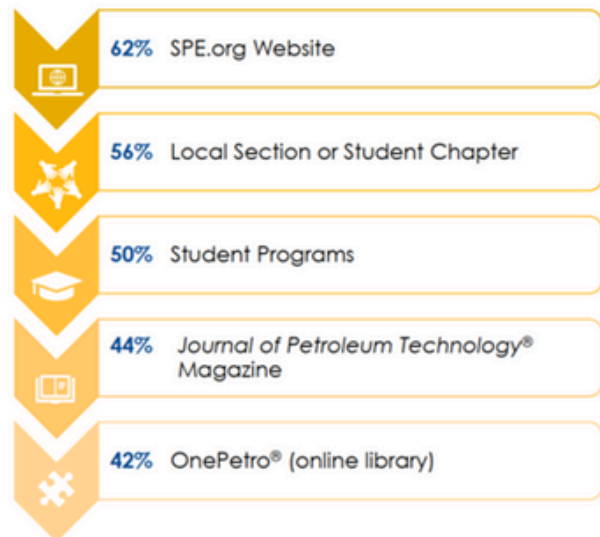 62% SPE.org Website
56% Local Section or Student Chapter
50% Student Programs
44% Journal of Petroleum Technology®
Magazine
42% OnePetro® (online library)